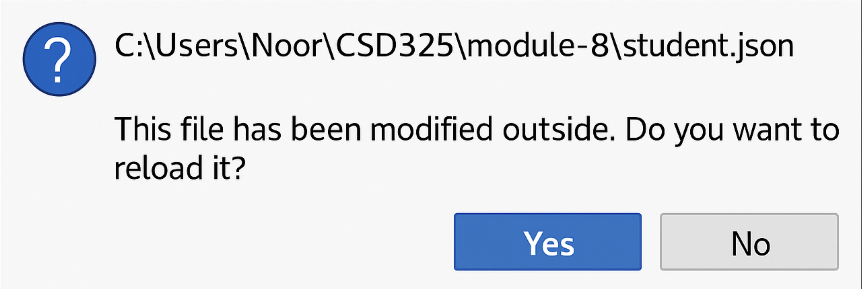 ?
C:\Users\Noor\CSD325\module-8\student.json
This file has been modified outside. Do you want to
reload it?
Yes
No